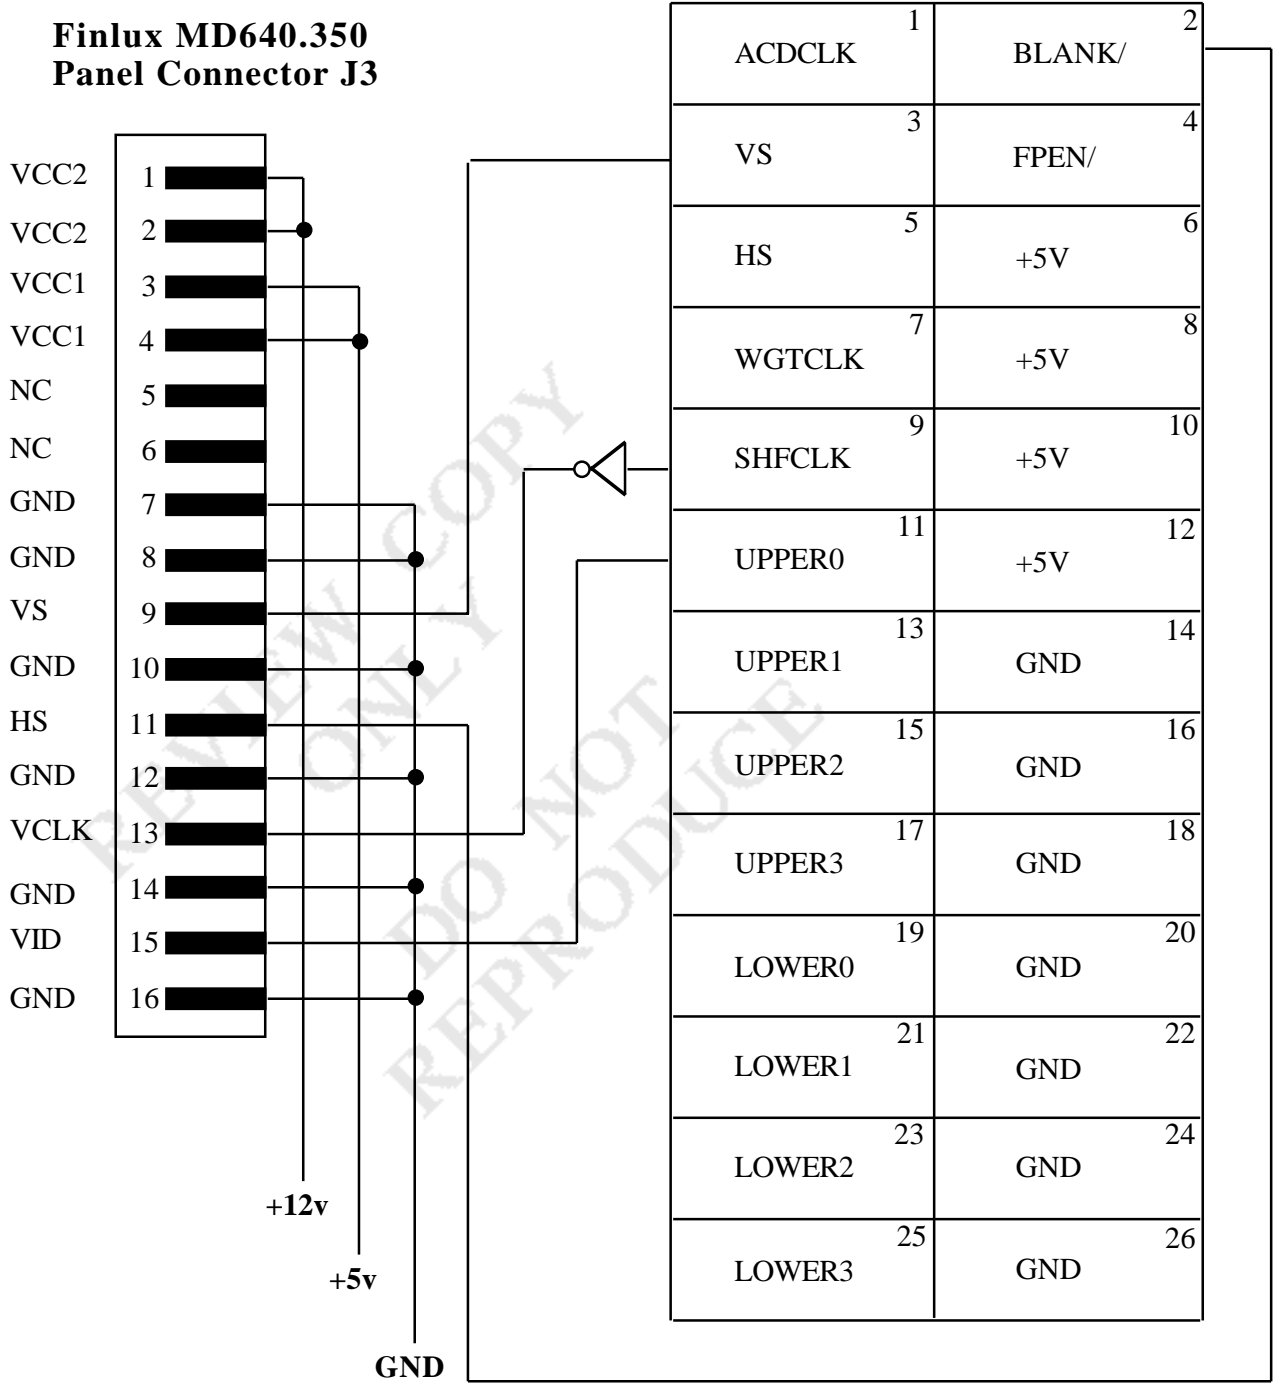 Finlux MD640.350
Panel Connector J3
VCC2 1
VCC2 2
VCC1 3
VCC1 4
NC 5
NC 6
GND 7
GND 8
VS 9
GND 10
HS 11
GND 12
VCLK 13
GND 14
VID 15
GND 16
+12v
+5v
GND
1 2
ACDCLK BLANK/
3 4
VS FPEN/
5 6
HS +5V
7 8
WGTCLK +5V
9 10
SHFCLK +5V
11 12
UPPER0 +5V
13 14
UPPER1 GND
15 16
UPPER2 GND
17 18
UPPER3 GND
19 20
LOWER0 GND
21 22
LOWER1 GND
23 24
LOWER2 GND
25 26
LOWER3 GND
REVIEW COPY
ONLY
DO NOT
REPRODUCE